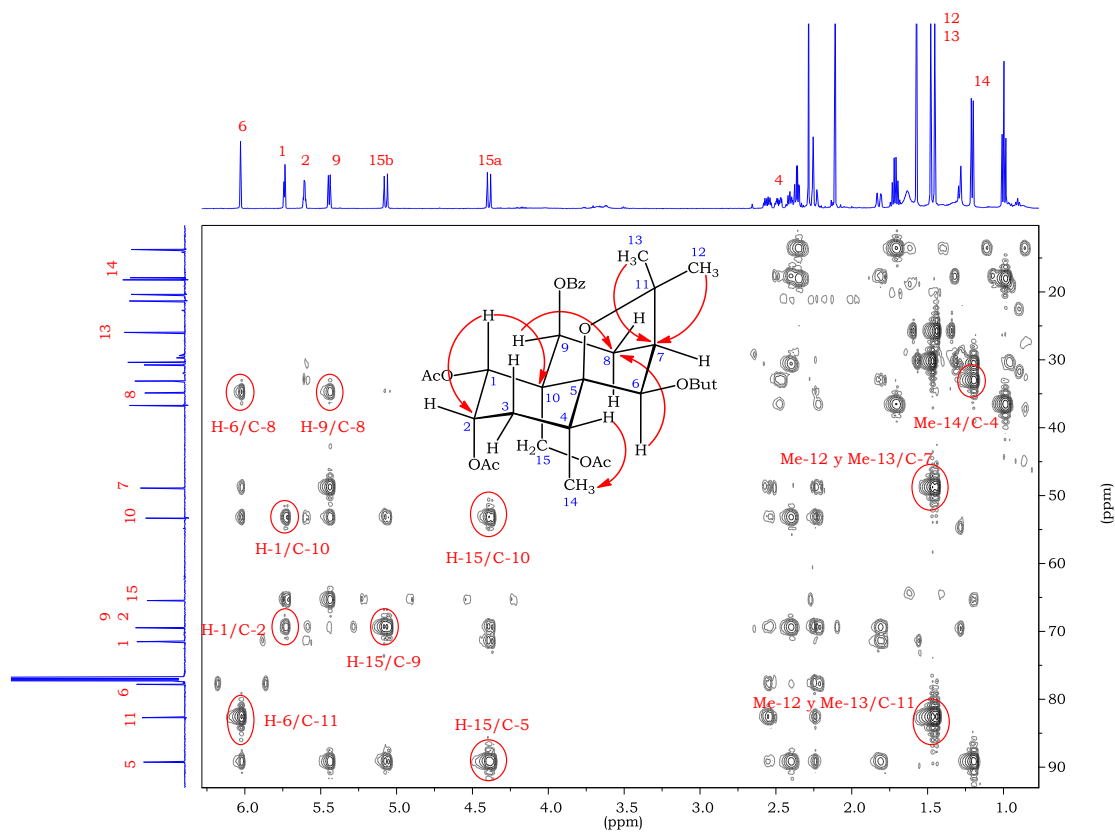 12
13
14
6
1
2
9
15b
15a
4
14
13
8
7
10
15
2
9
1
6
11
5
13
12
H₃C
CH₃
11
OBz
H
O
H
H
H
9
8
7
H
AcO
1
10
5
6
OBut
H
3
4
H
H
2
H
H₂C
15
OAc
H
OAc
CH₃
14
H-6/C-8
H-9/C-8
Me-14/C-4
Me-12 y Me-13/C-7
H-1/C-10
H-15/C-10
H-1/C-2
H-15/C-9
H-6/C-11
H-15/C-5
Me-12 y Me-13/C-11
20
30
40
50
60
70
80
90
(ppm)
6.0
5.5
5.0
4.5
4.0
3.5
3.0
2.5
2.0
1.5
1.0
(ppm)